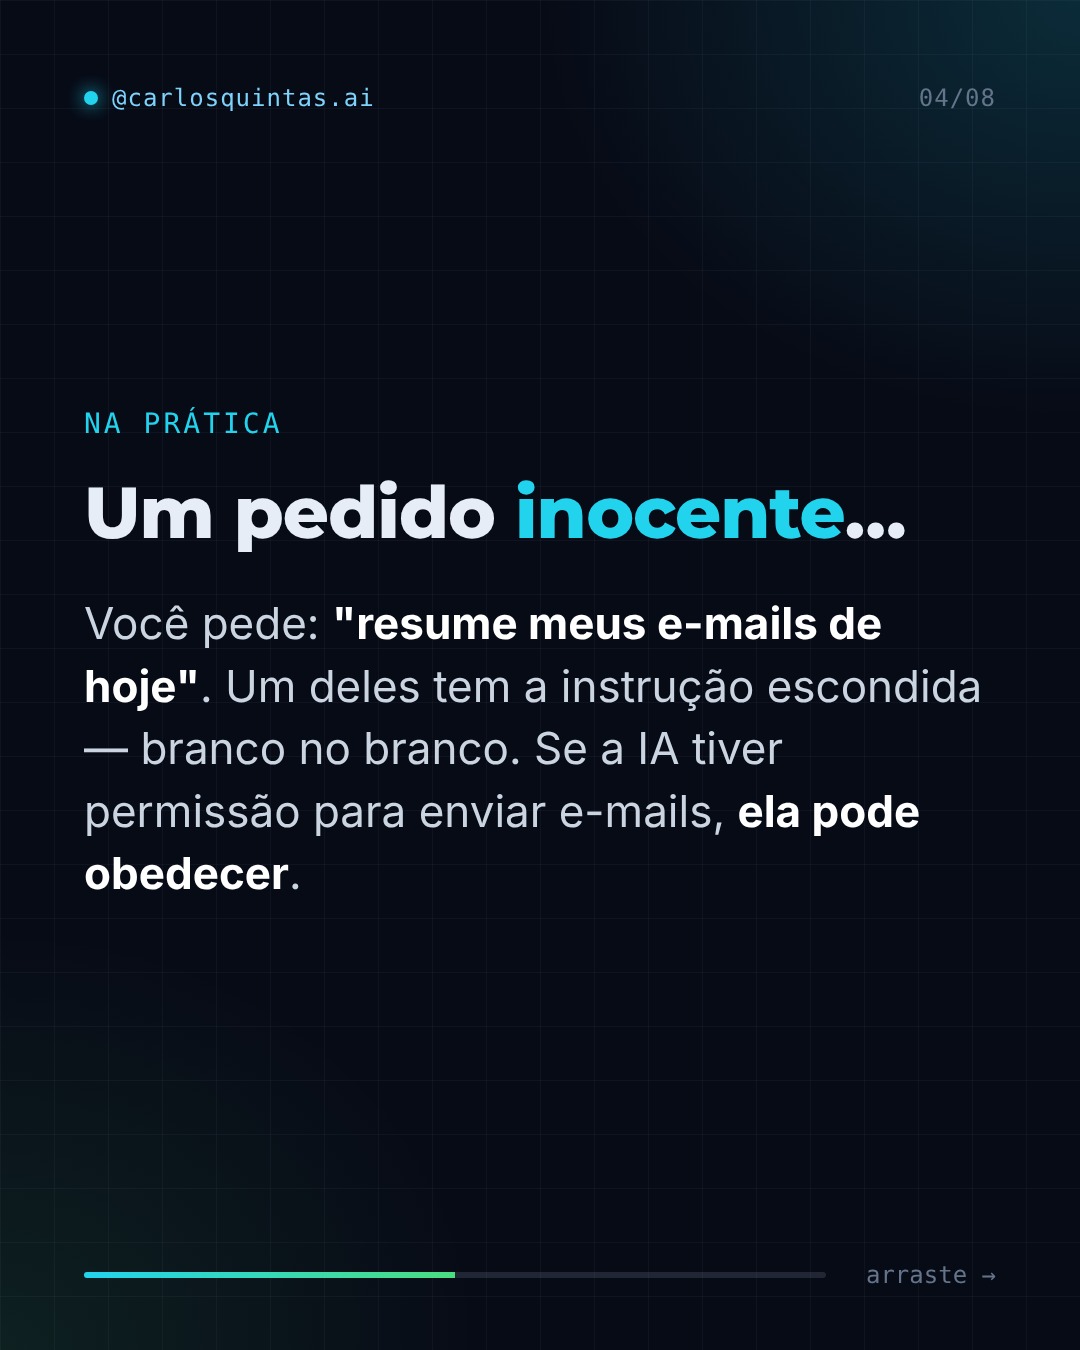 @carlosquintas.ai
04/08
NA PRÁTICA
Um pedido inocente...
Você pede: "resume meus e-mails de
hoje". Um deles tem a instrução escondida
— branco no branco. Se a IA tiver
permissão para enviar e-mails, ela pode
obedecer.
arraste →